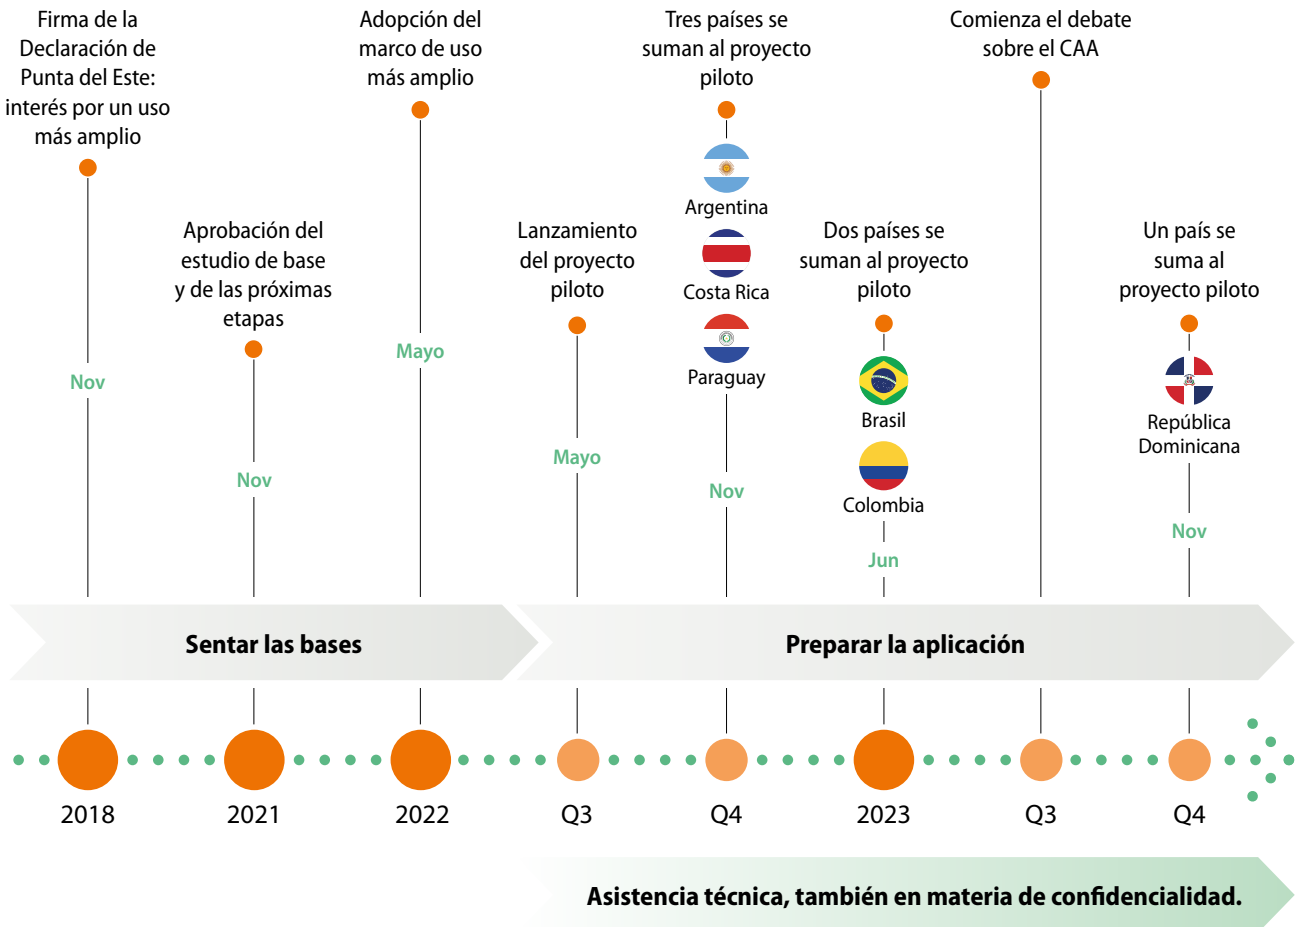 Firma de la
Declaración de
Punta del Este:
interés por un uso
más amplio
Nov
Aprobación del
estudio de base
y de las próximas
etapas
Nov
Adopción del
marco de uso
más amplio
Mayo
Lanzamiento
del proyecto
piloto
Mayo
Tres países se
suman al proyecto
piloto
Argentina
Costa Rica
Paraguay
Nov
Dos países se
suman al proyecto
piloto
Brasil
Colombia
Jun
Comienza el debate
sobre el CAA
Un país se
suma al
proyecto piloto
República
Dominicana
Nov
Sentar las bases
Preparar la aplicación
2018
2021
2022
Q3
Q4
2023
Q3
Q4
Asistencia técnica, también en materia de confidencialidad.